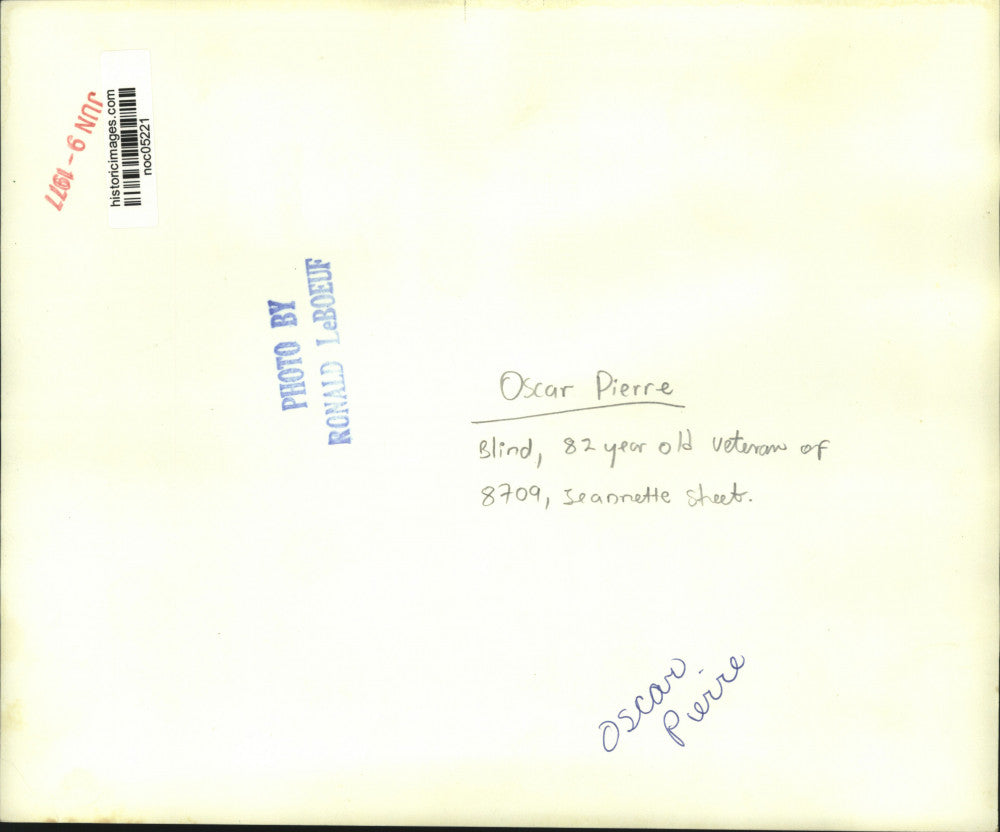 JUN 9 - 1977
historicimages.com
noc05221
PHOTO BY
RONALD LeBOEUF
Oscar Pierre
Blind, 82 year old veteran of
8709, Jeannette street.
Oscar
Pierre